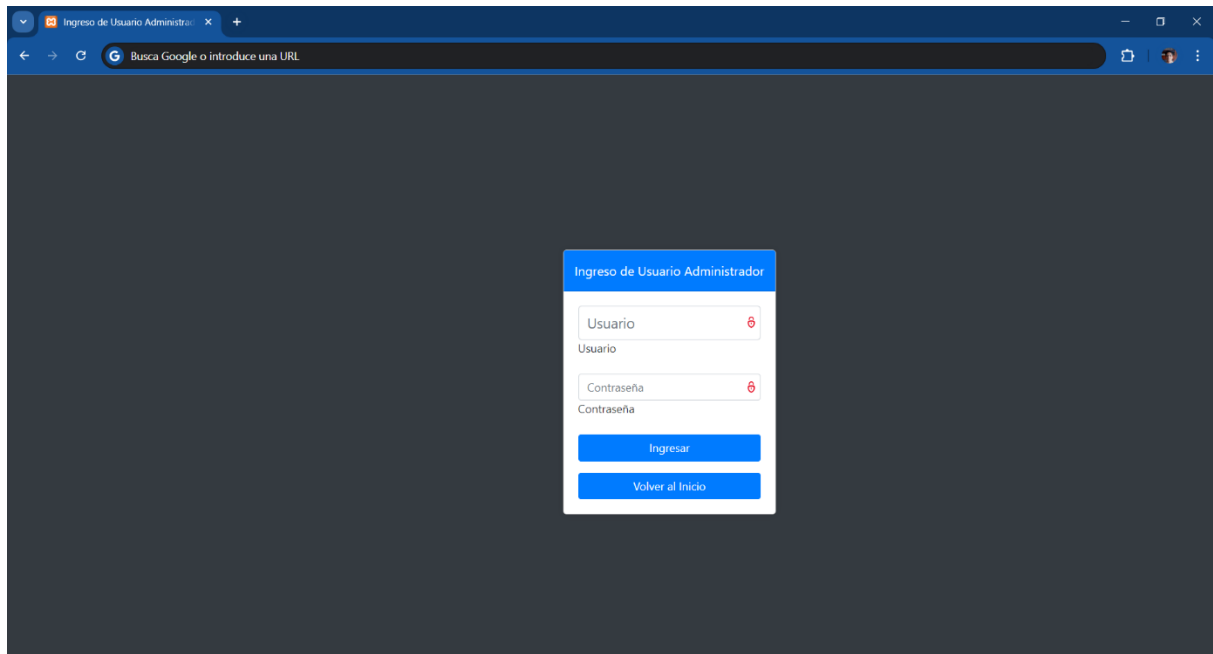 Ingreso de Usuario Administrad
G Busca Google o introduce una URL
Ingreso de Usuario Administrador
Usuario
Usuario
Contraseña
Contraseña
Ingresar
Volver al Inicio